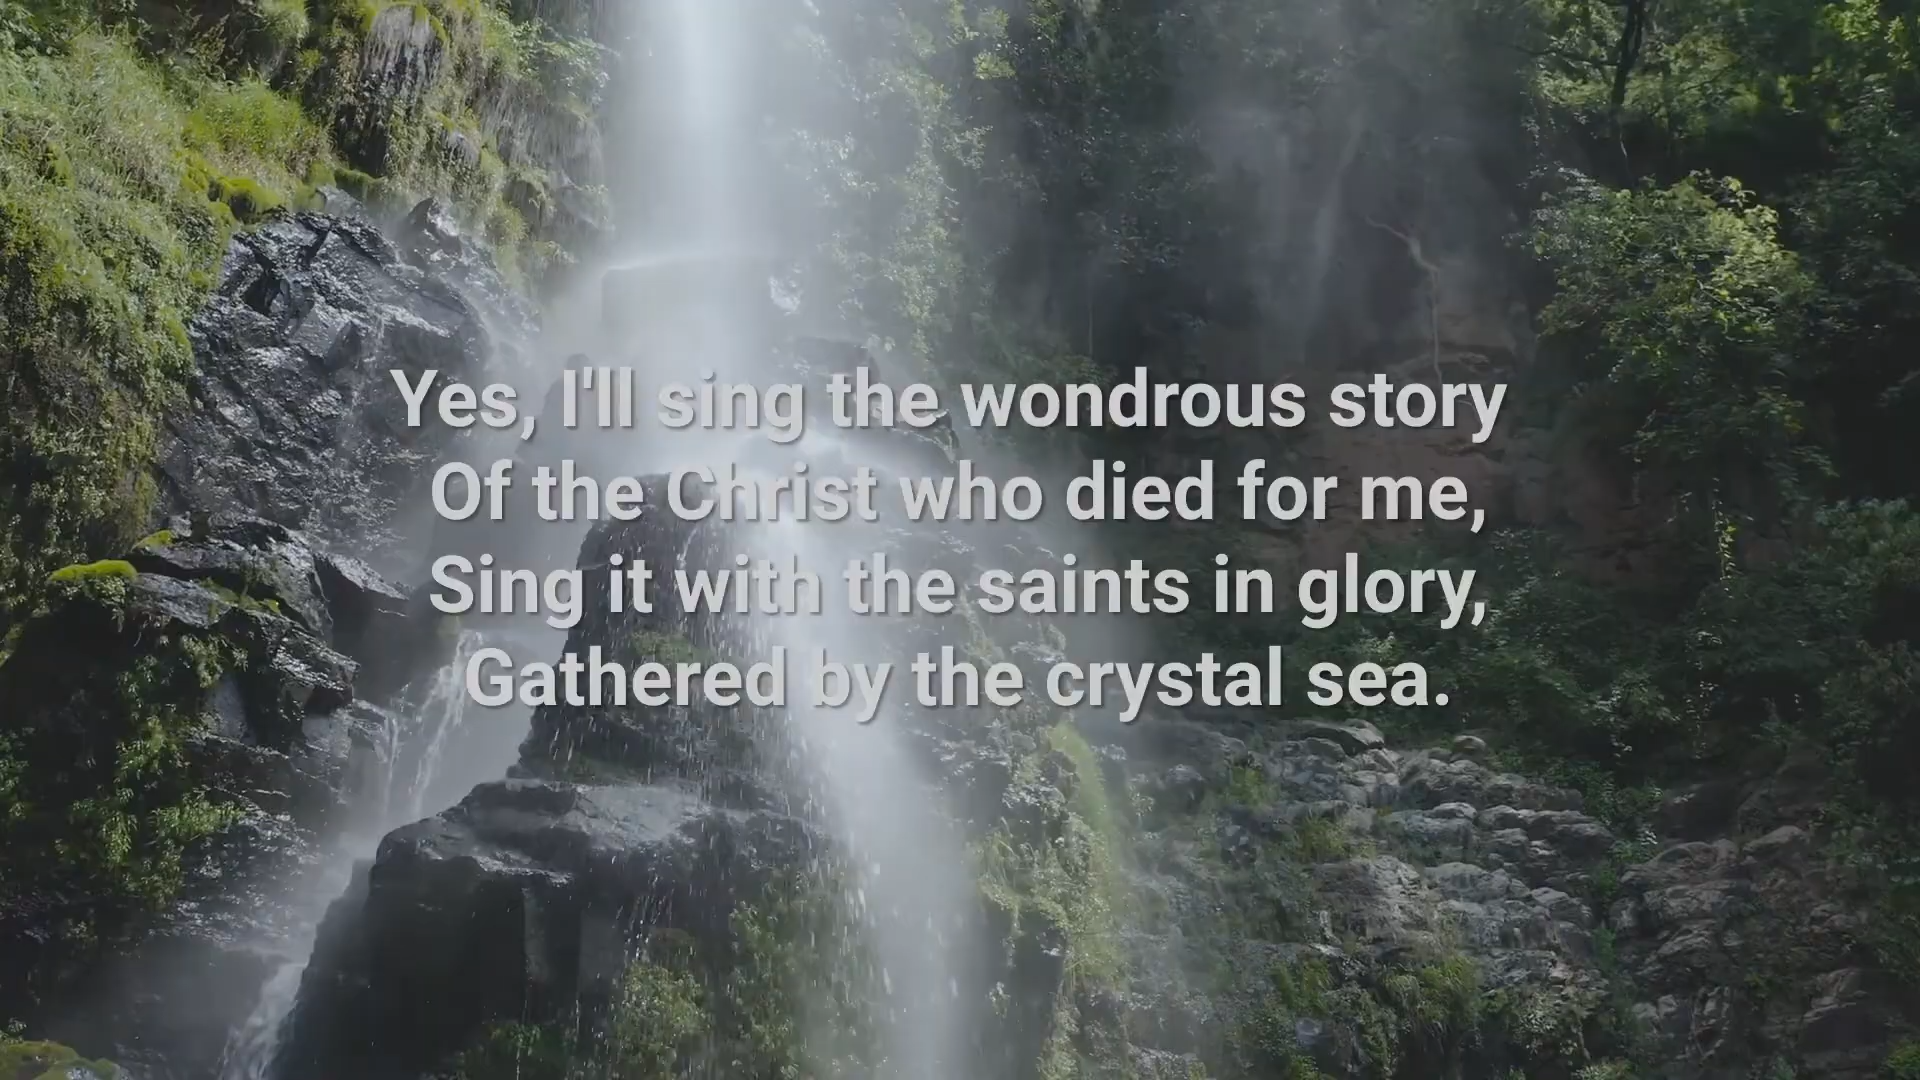 Yes, I'll sing the wondrous story
Of the Christ who died for me,
Sing it with the saints in glory,
Gathered by the crystal sea.